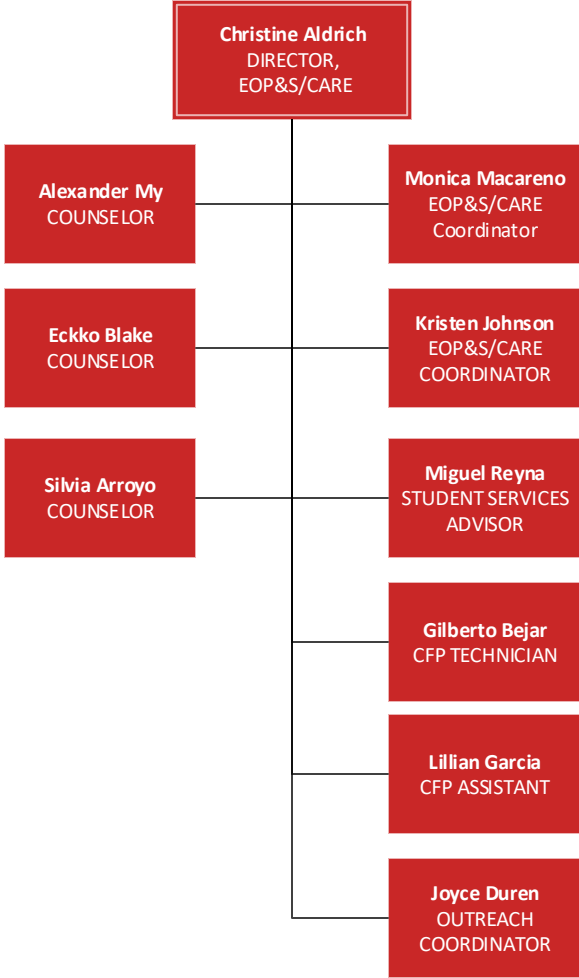 Christine Aldrich
DIRECTOR,
EOP&S/CARE
Alexander My
COUNSELOR
Monica Macareno
EOP&S/CARE
Coordinator
Eckko Blake
COUNSELOR
Kristen Johnson
EOP&S/CARE
COORDINATOR
Silvia Arroyo
COUNSELOR
Miguel Reyna
STUDENT SERVICES
ADVISOR
Gilberto Bejar
CFP TECHNICIAN
Lillian Garcia
CFP ASSISTANT
Joyce Duren
OUTREACH
COORDINATOR